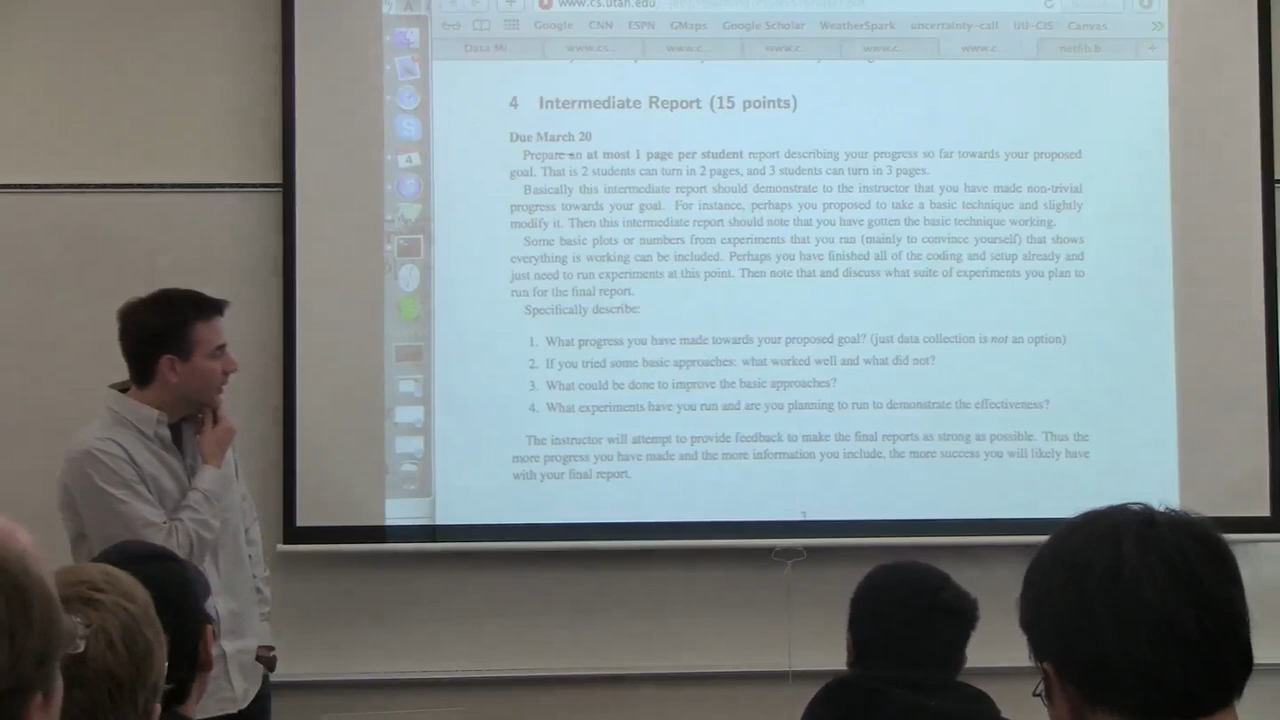 www.cs.utah.edu
Google CNN ESPN GMaps Google Scholar WeatherSpark uncertainty-call UU-CIS Canvas
Data Mi www.cs... www.c... www.c... www.c... www.c... netlib.b
4 Intermediate Report (15 points)
Due March 20
Prepare an at most 1 page per student report describing your progress so far towards your proposed
goal. That is 2 students can turn in 2 pages, and 3 students can turn in 3 pages.
Basically this intermediate report should demonstrate to the instructor that you have made non-trivial
progress towards your goal. For instance, perhaps you proposed to take a basic technique and slightly
modify it. Then this intermediate report should note that you have gotten the basic technique working.
Some basic plots or numbers from experiments that you ran (mainly to convince yourself) that shows
everything is working can be included. Perhaps you have finished all of the coding and setup already and
just need to run experiments at this point. Then note that and discuss what suite of experiments you plan to
run for the final report.
Specifically describe:
1. What progress you have made towards your proposed goal? (just data collection is not an option)
2. If you tried some basic approaches: what worked well and what did not?
3. What could be done to improve the basic approaches?
4. What experiments have you run and are you planning to run to demonstrate the effectiveness?
The instructor will attempt to provide feedback to make the final reports as strong as possible. Thus the
more progress you have made and the more information you include, the more success you will likely have
with your final report.